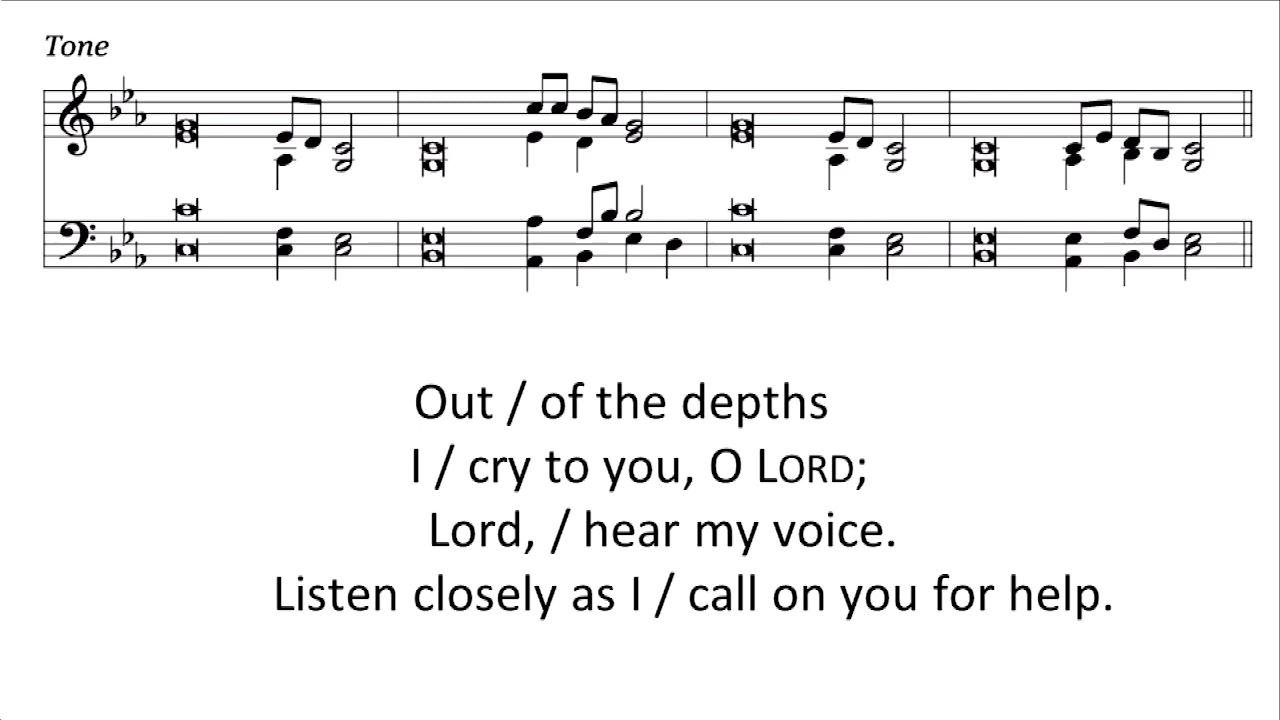 Tone
Out / of the depths
I / cry to you, O LORD;
Lord, / hear my voice.
Listen closely as I / call on you for help.